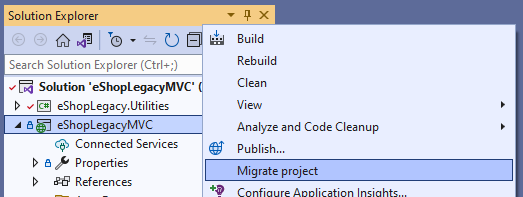 Solution Explorer
Search Solution Explorer (Ctrl+;)
Solution 'eShopLegacyMVC' (
eShopLegacy.Utilities
eShopLegacyMVC
Connected Services
Properties
References
Build
Rebuild
Clean
View
Analyze and Code Cleanup
Publish...
Migrate project
Configure Application Insights...